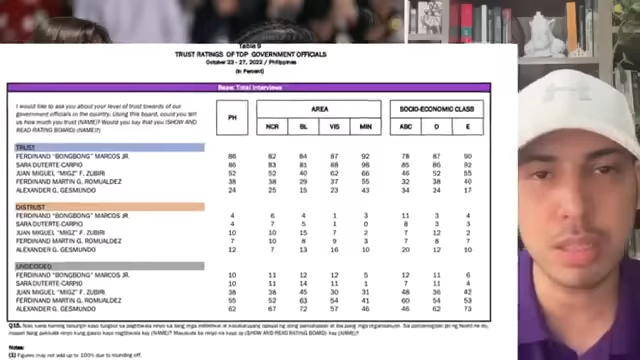 Table 9
TRUST RATINGS OF TOP GOVERNMENT OFFICIALS
October 23 - 27, 2022 / Philippines
(In Percent)
Base: Total Interviews
I would like to ask you about your level of trust towards of our
government officials in the country. Using this board, could you tell
us how much you trust (NAME)? Would you say that you (SHOW AND
READ RATING BOARD) (NAME)?
PH
AREA
SOCIO-ECONOMIC CLASS
NCR BL VIS MIN ABC D E
TRUST
FERDINAND "BONGBONG" MARCOS JR. 86 82 84 87 92 78 87 90
SARA DUTERTE-CARPIO 86 83 81 88 98 85 86 92
JUAN MIGUEL "MIGZ" F. ZUBIRI 52 52 40 62 66 46 52 55
FERDINAND MARTIN G. ROMUALDEZ 38 38 29 37 55 32 38 40
ALEXANDER G. GESMUNDO 24 25 15 23 43 34 24 17
DISTRUST
FERDINAND "BONGBONG" MARCOS JR. 4 6 4 1 3 11 3 4
SARA DUTERTE-CARPIO 4 7 5 1 0 8 3 3
JUAN MIGUEL "MIGZ" F. ZUBIRI 10 10 15 7 2 7 12 2
FERDINAND MARTIN G. ROMUALDEZ 7 10 8 9 3 7 8 7
ALEXANDER G. GESMUNDO 12 7 13 16 10 20 12 10
UNDECIDED
FERDINAND "BONGBONG" MARCOS JR. 10 11 12 12 5 12 11 6
SARA DUTERTE-CARPIO 10 11 14 11 1 7 11 4
JUAN MIGUEL "MIGZ" F. ZUBIRI 38 38 45 30 31 48 36 42
FERDINAND MARTIN G. ROMUALDEZ 55 52 63 54 41 60 54 53
ALEXANDER G. GESMUNDO 62 67 72 57 46 46 62 73
Notes:
(1) Figures may not add up to 100% due to rounding off.